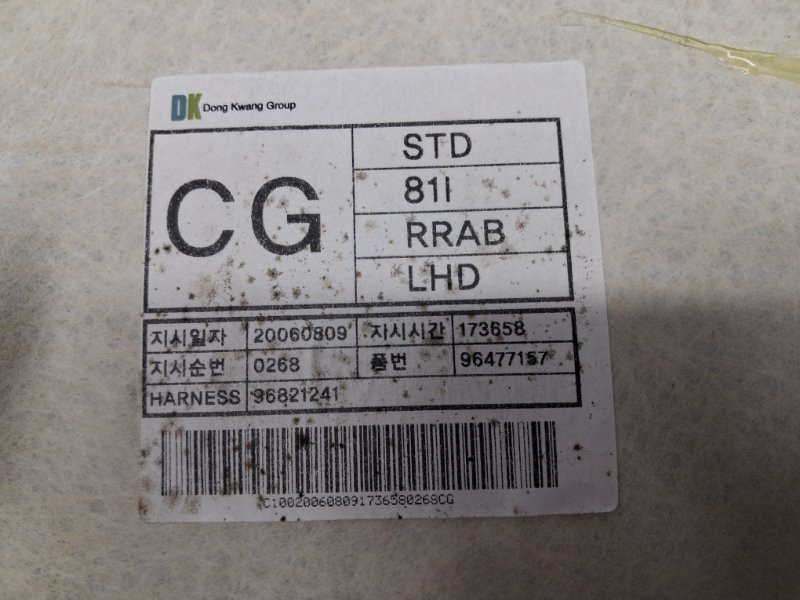 DK Dong Kwang Group
CG
STD
81I
RRAB
LHD
지시일자 20060809 지시시간 173658
지시순번 0268 품번 96477157
HARNESS 96821241
C100200608091736580268CG